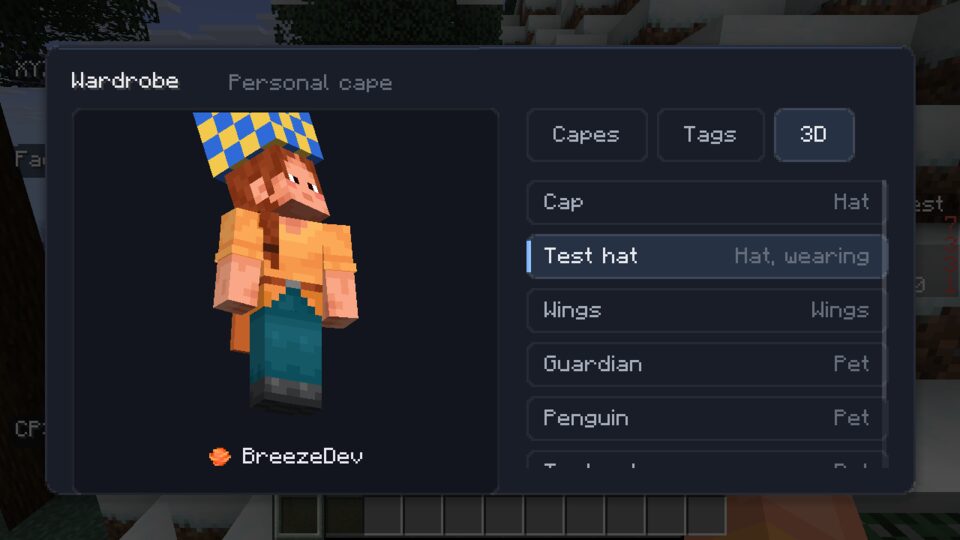 Wardrobe
Personal cape
XYZ
Capes
Tags
3D
Cap
Hat
Test hat
Hat, wearing
Wings
Wings
Guardian
Pet
Penguin
Pet
BreezeDev